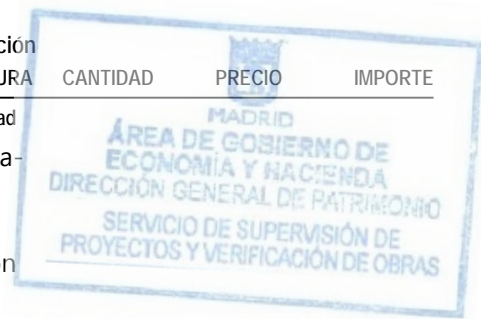 ción
URA CANTIDAD PRECIO IMPORTE
ad
a-
ón
MADRID
ÁREA DE GOBIERNO DE
ECONOMÍA Y HACIENDA
DIRECCIÓN GENERAL DE PATRIMONIO
SERVICIO DE SUPERVISIÓN DE
PROYECTOS Y VERIFICACIÓN DE OBRAS